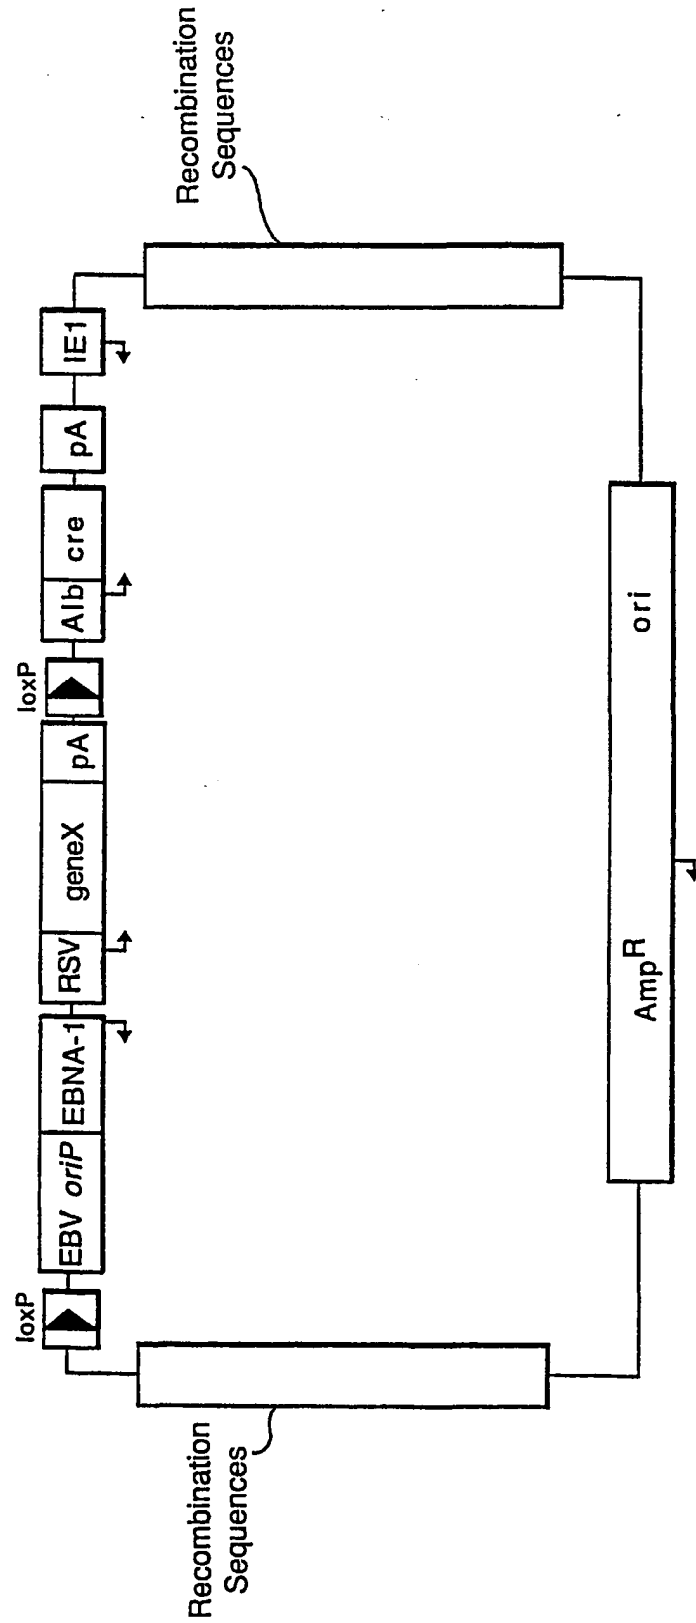 Recombination
Sequences
loxP
EBV oriP
EBNA-1
RSV
geneX
pA
loxP
Alb
cre
pA
IE1
Recombination
Sequences
AmpR
ori